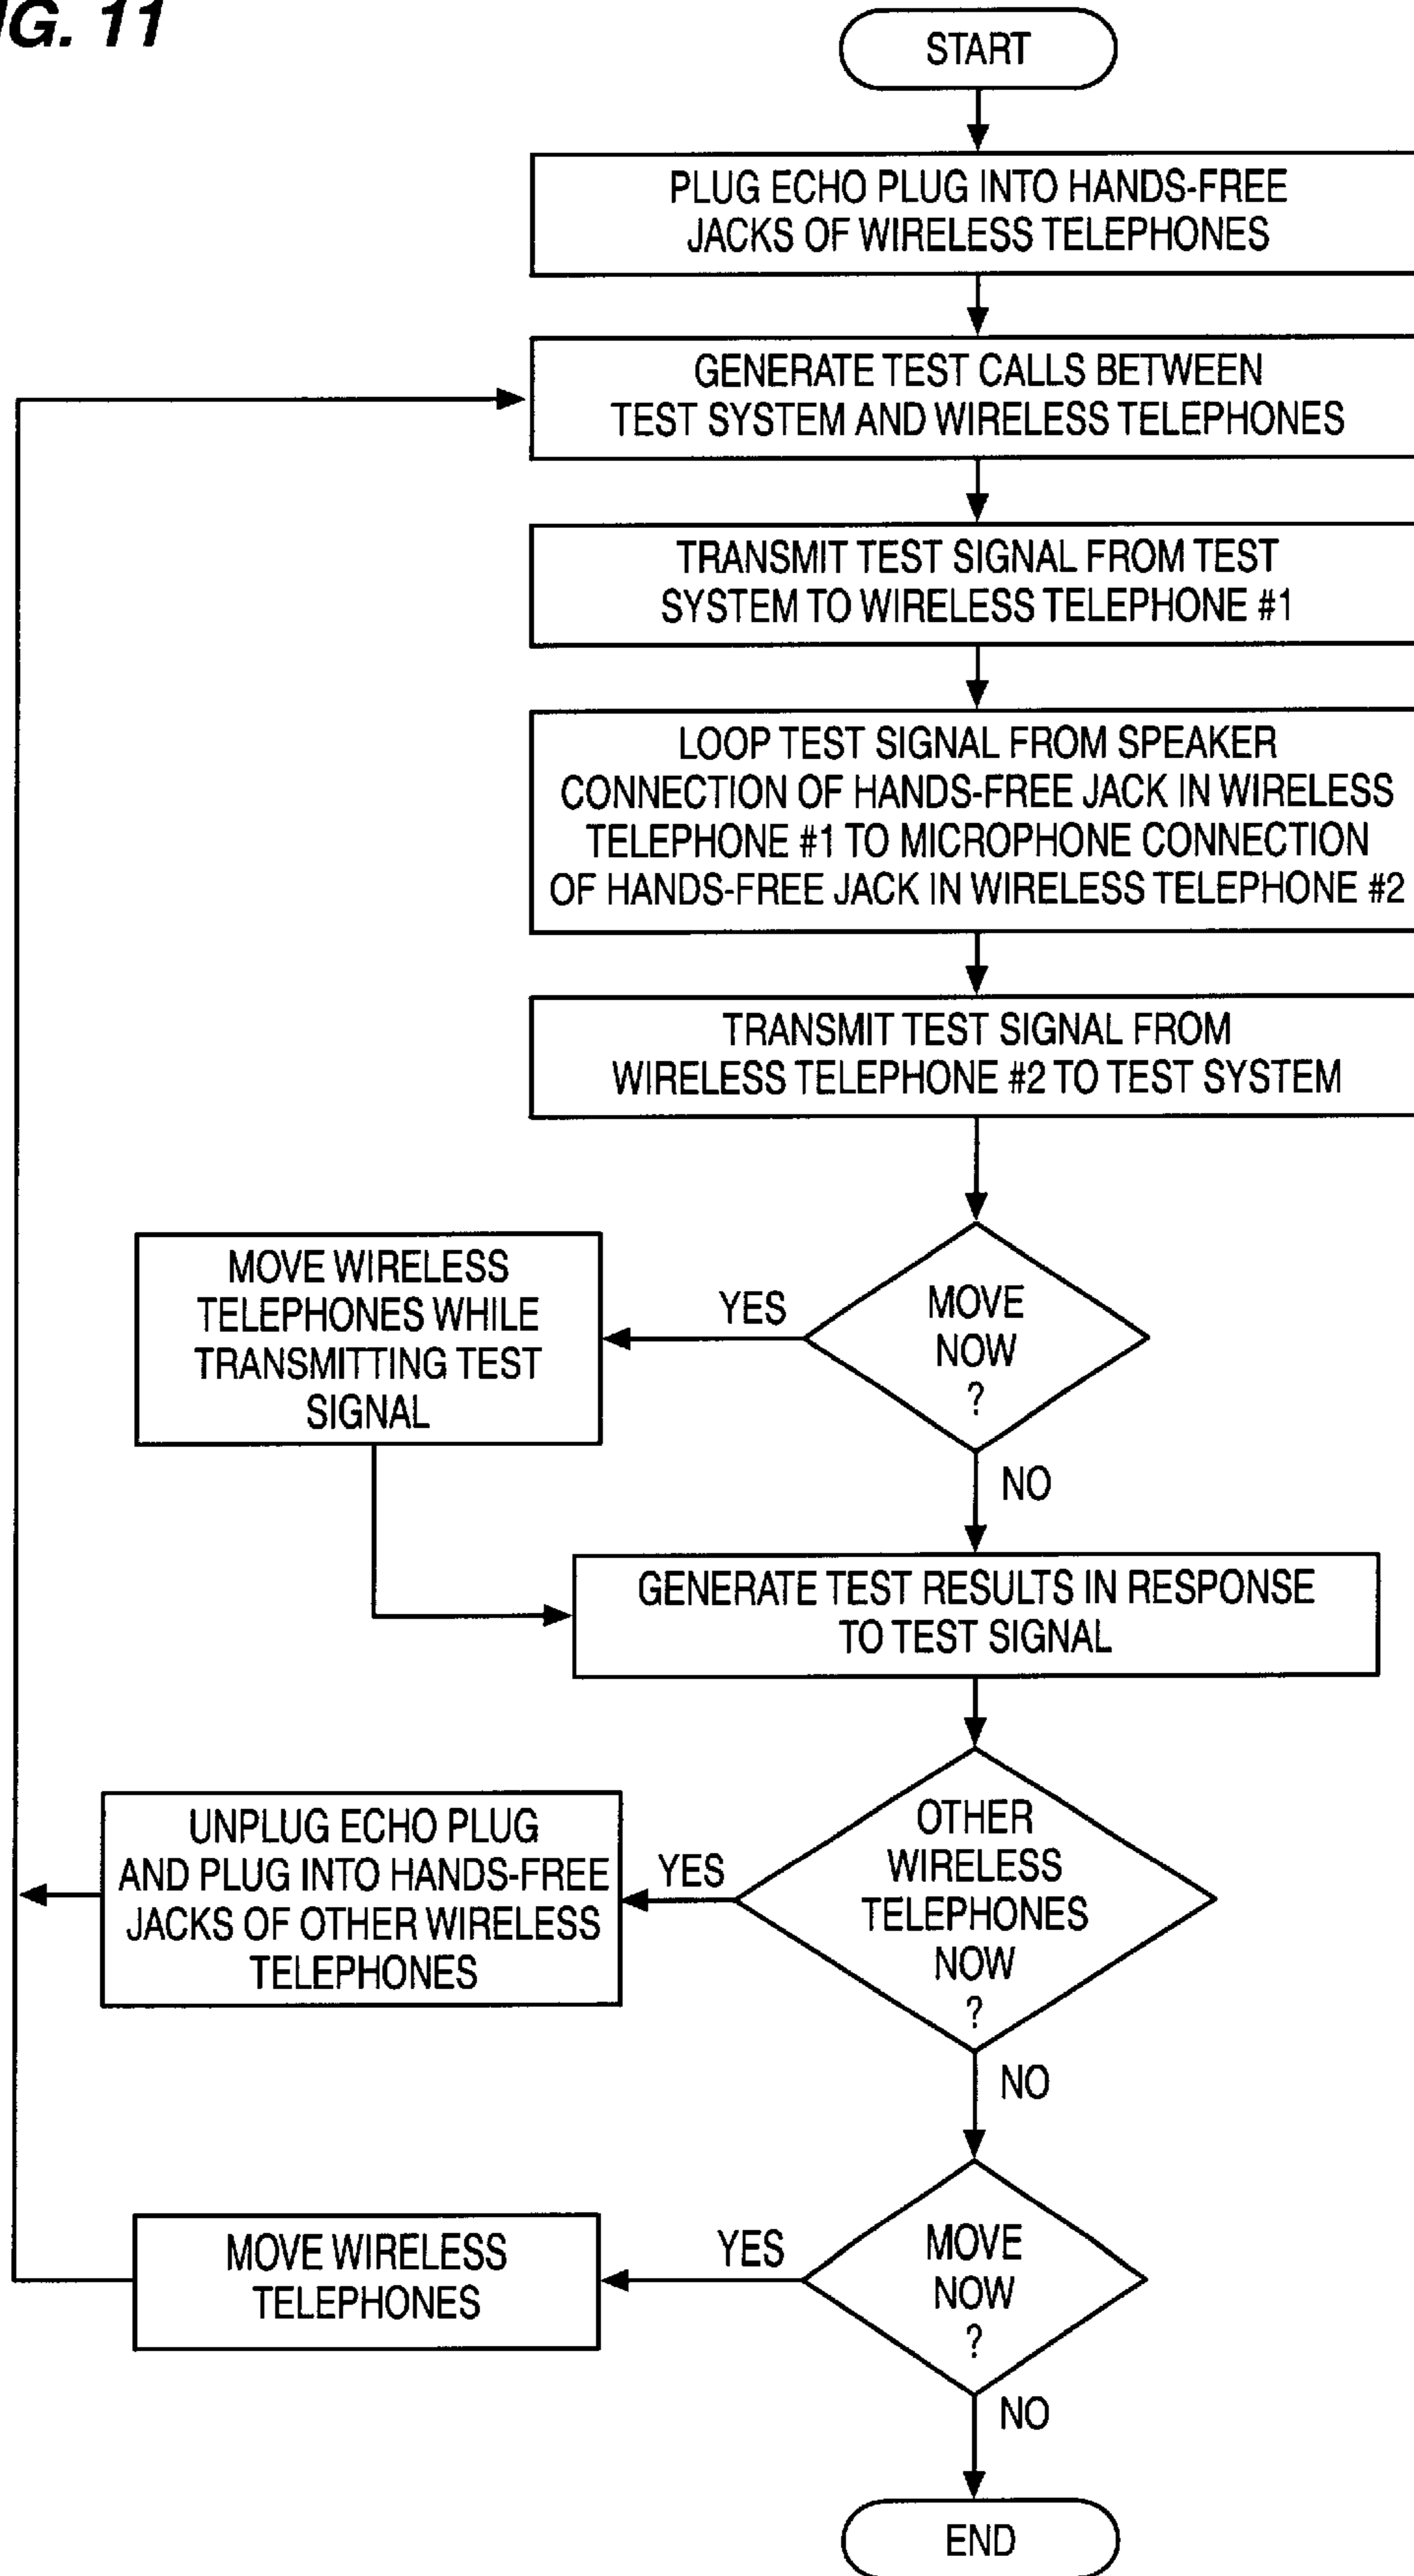 FIG. 11
START
PLUG ECHO PLUG INTO HANDS-FREE
JACKS OF WIRELESS TELEPHONES
GENERATE TEST CALLS BETWEEN
TEST SYSTEM AND WIRELESS TELEPHONES
TRANSMIT TEST SIGNAL FROM TEST
SYSTEM TO WIRELESS TELEPHONE #1
LOOP TEST SIGNAL FROM SPEAKER
CONNECTION OF HANDS-FREE JACK IN WIRELESS
TELEPHONE #1 TO MICROPHONE CONNECTION
OF HANDS-FREE JACK IN WIRELESS TELEPHONE #2
TRANSMIT TEST SIGNAL FROM
WIRELESS TELEPHONE #2 TO TEST SYSTEM
MOVE
NOW
?
YES
MOVE WIRELESS
TELEPHONES WHILE
TRANSMITTING TEST
SIGNAL
NO
GENERATE TEST RESULTS IN RESPONSE
TO TEST SIGNAL
OTHER
WIRELESS
TELEPHONES
NOW
?
YES
UNPLUG ECHO PLUG
AND PLUG INTO HANDS-FREE
JACKS OF OTHER WIRELESS
TELEPHONES
NO
MOVE
NOW
?
YES
MOVE WIRELESS
TELEPHONES
NO
END